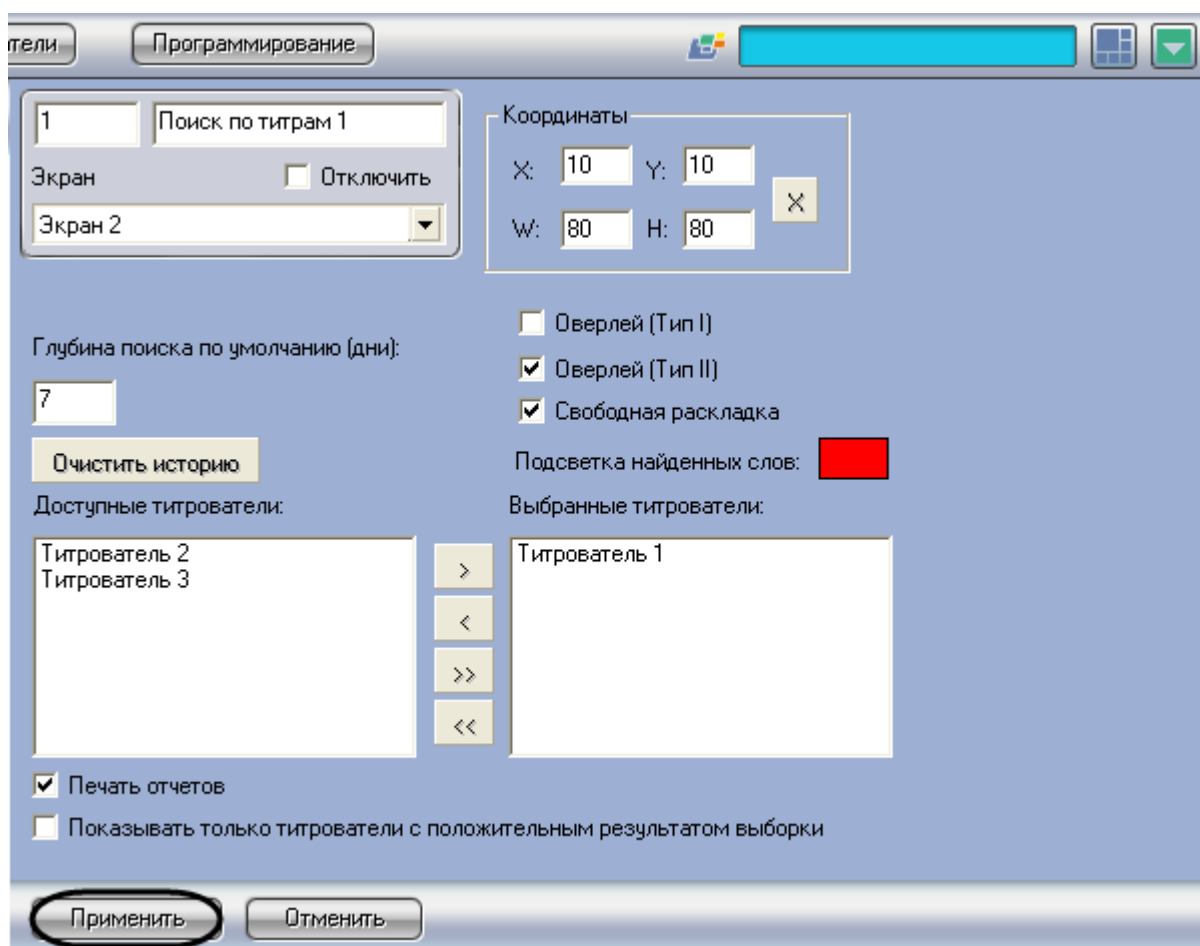 тели
Программирование
1
Поиск по титрам 1
Экран
Отключить
Экран 2
Координаты
X: 10 Y: 10
X
W: 80 H: 80
Оверлей (Тип I)
Глубина поиска по умолчанию (дни):
Оверлей (Тип II)
7
Свободная раскладка
Очистить историю
Подсветка найденных слов:
Доступные титрователи:
Выбранные титрователи:
Титрователь 2
Титрователь 3
Титрователь 1
>
<
>>
<<
Печать отчетов
Показывать только титрователи с положительным результатом выборки
Применить
Отменить